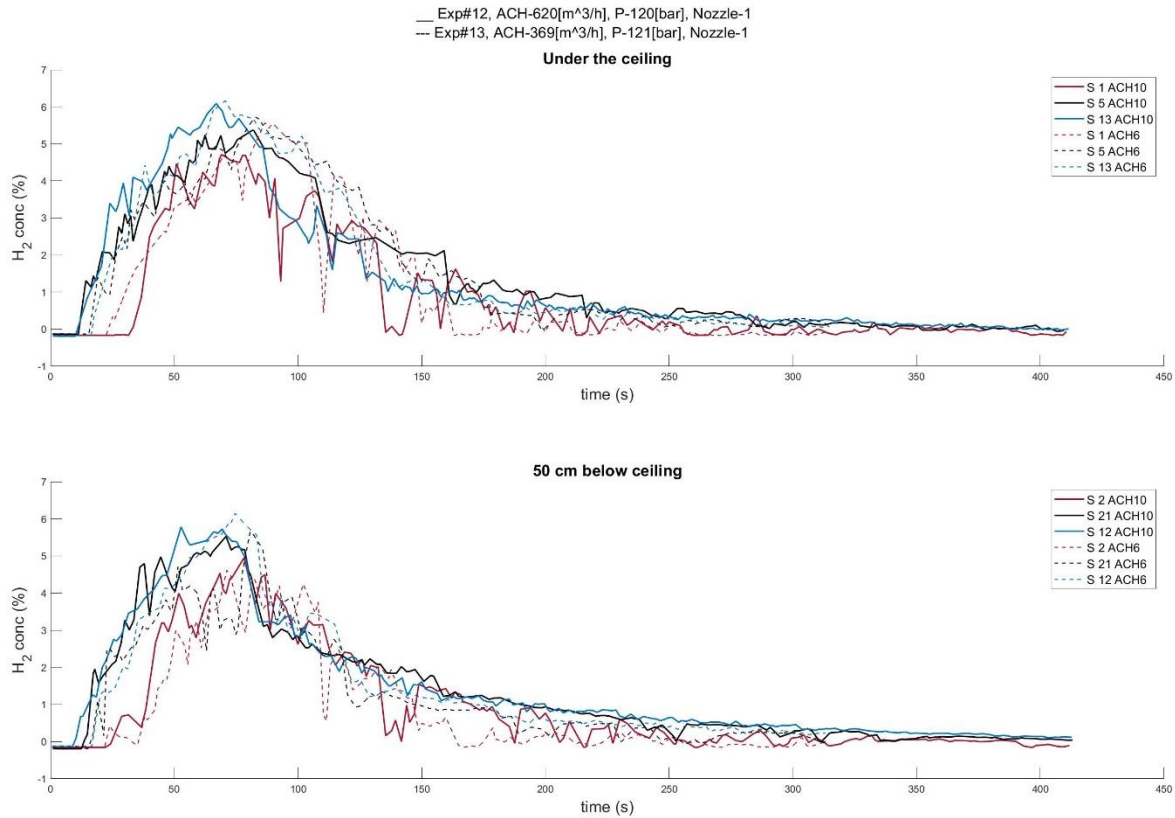 __ Exp#12, ACH-620[m^3/h], P-120[bar], Nozzle-1
--- Exp#13, ACH-369[m^3/h], P-121[bar], Nozzle-1
Under the ceiling
7
6
5
4
3
2
1
0
-1
H2 conc (%)
S 1 ACH10
S 5 ACH10
S 13 ACH10
S 1 ACH6
S 5 ACH6
S 13 ACH6
0 50 100 150 200 250 300 350 400 450
time (s)
50 cm below ceiling
7
6
5
4
3
2
1
0
-1
H2 conc (%)
S 2 ACH10
S 21 ACH10
S 12 ACH10
S 2 ACH6
S 21 ACH6
S 12 ACH6
0 50 100 150 200 250 300 350 400 450
time (s)